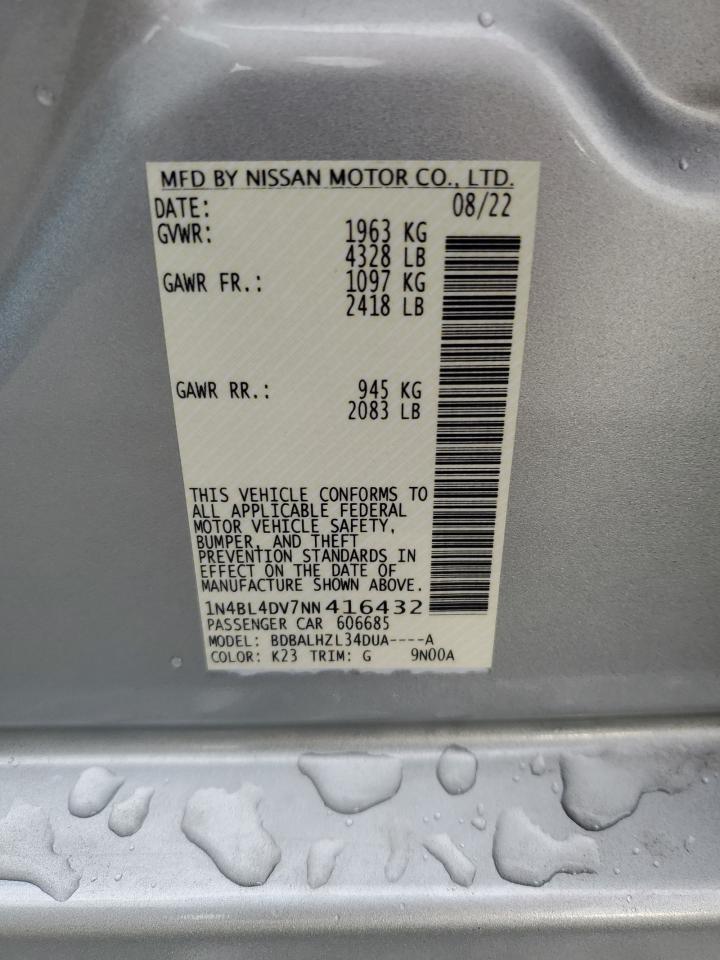 MFD BY NISSAN MOTOR CO., LTD.
DATE: 08/22
GVWR: 1963 KG
4328 LB
GAWR FR.: 1097 KG
2418 LB
GAWR RR.: 945 KG
2083 LB
THIS VEHICLE CONFORMS TO
ALL APPLICABLE FEDERAL
MOTOR VEHICLE SAFETY,
BUMPER, AND THEFT
PREVENTION STANDARDS IN
EFFECT ON THE DATE OF
MANUFACTURE SHOWN ABOVE.
1N4BL4DV7NN416432
PASSENGER CAR 606685
MODEL: BDBALHZL34DUA----A
COLOR: K23 TRIM: G 9N00A